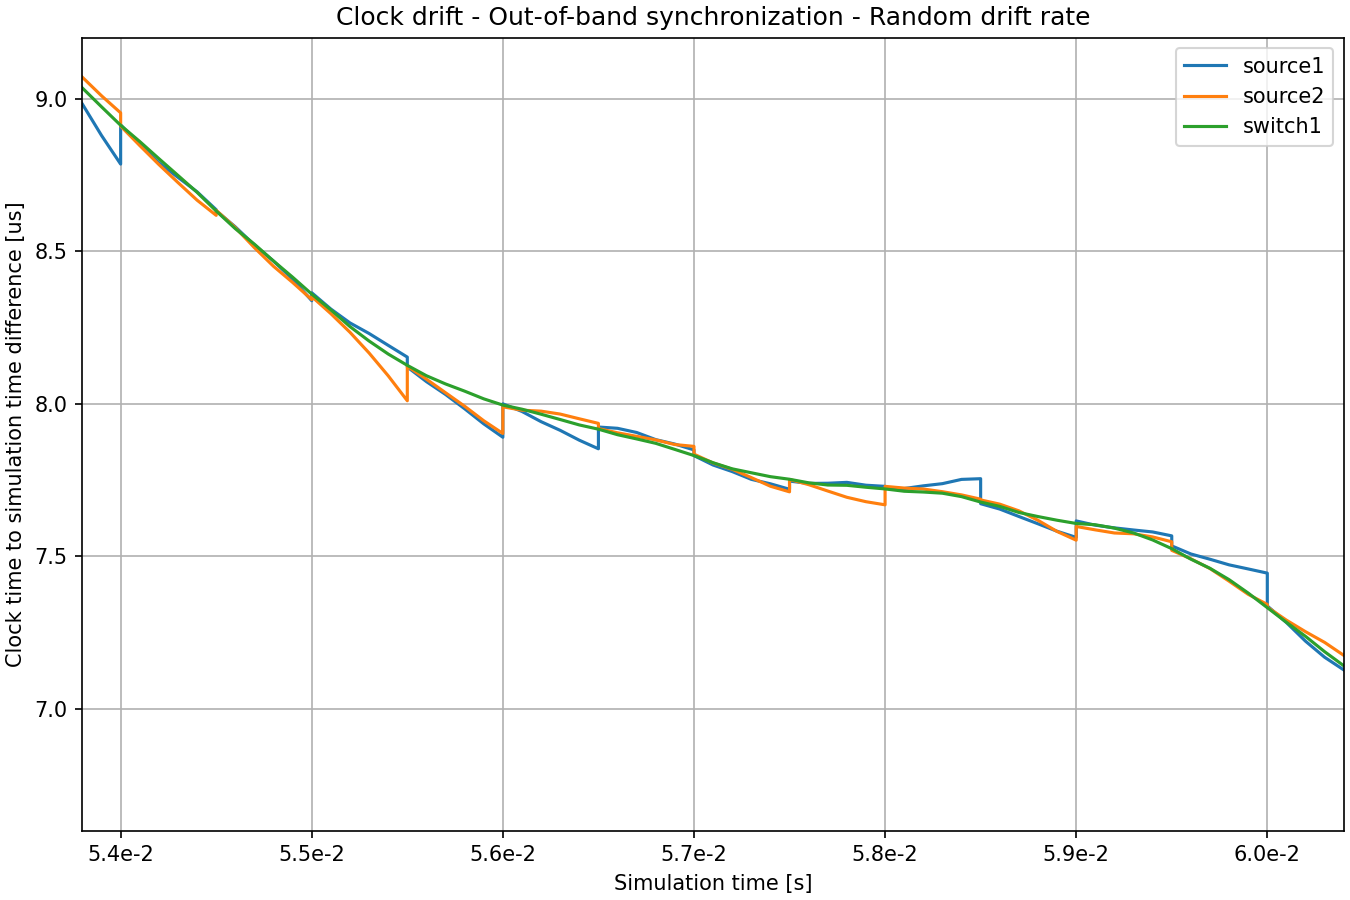 Clock drift - Out-of-band synchronization - Random drift rate
source1
source2
switch1
Clock time to simulation time difference [us]
9.0
8.5
8.0
7.5
7.0
5.4e-2
5.5e-2
5.6e-2
5.7e-2
5.8e-2
5.9e-2
6.0e-2
Simulation time [s]